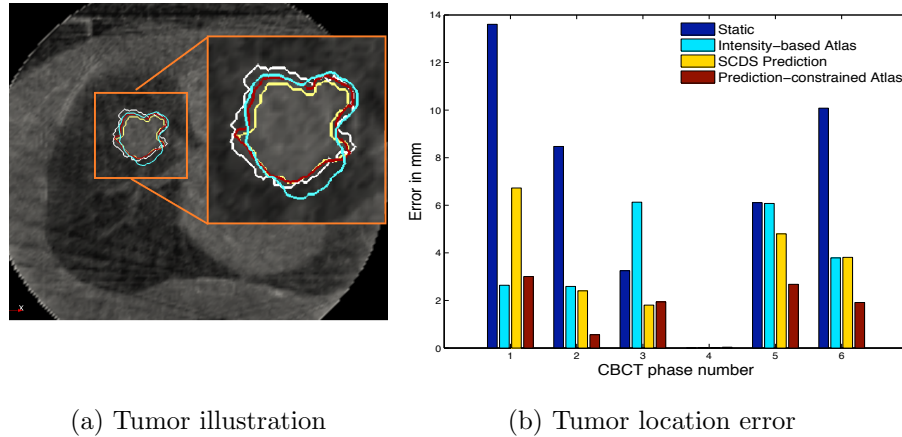 x
14
12
10
8
6
4
2
0
Error in mm
Static
Intensity-based Atlas
SCDS Prediction
Prediction-constrained Atlas
1 2 3 4 5 6
CBCT phase number
(a) Tumor illustration
(b) Tumor location error